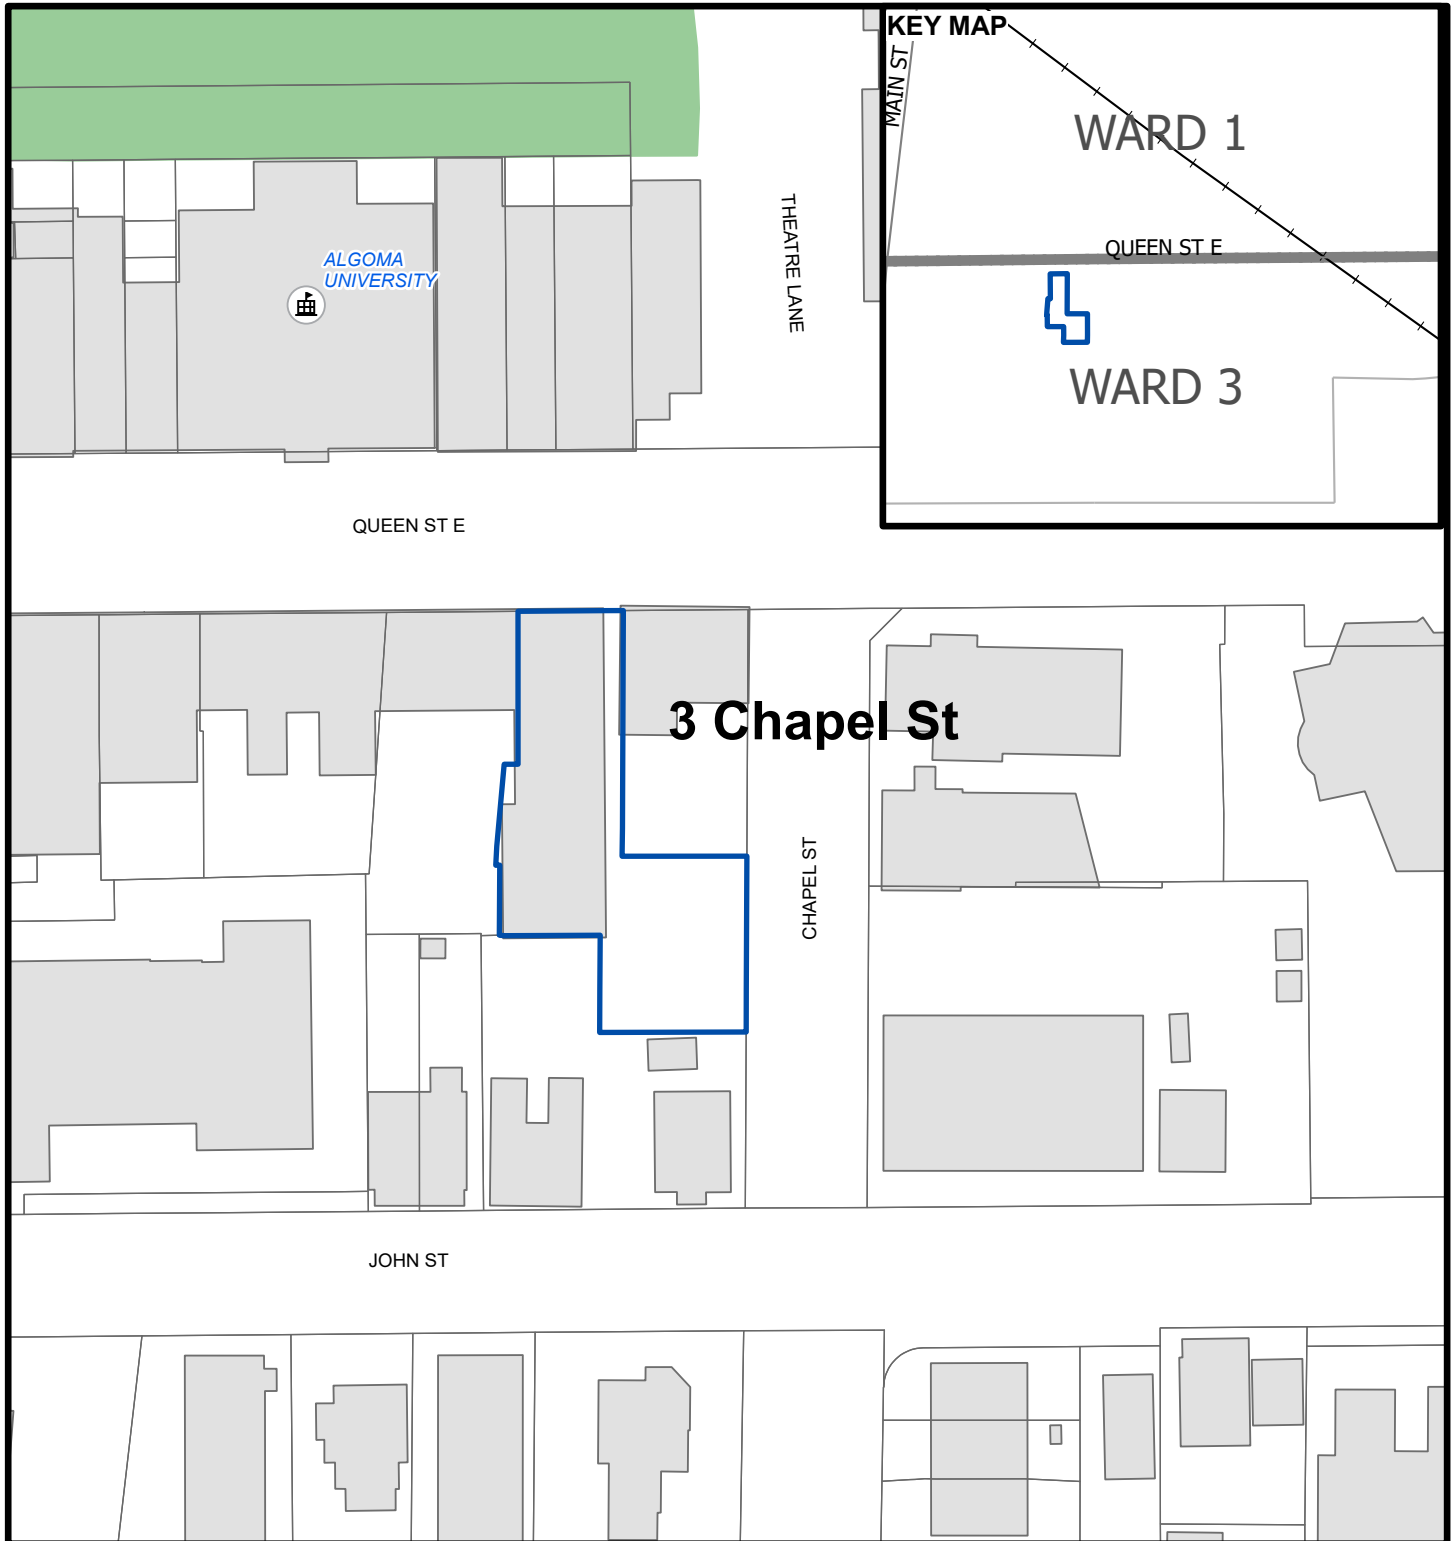 KEY MAP
MAIN ST
WARD 1
QUEEN ST E
WARD 3
THEATRE LANE
ALGOMA
UNIVERSITY
QUEEN ST E
3 Chapel St
CHAPEL ST
JOHN ST